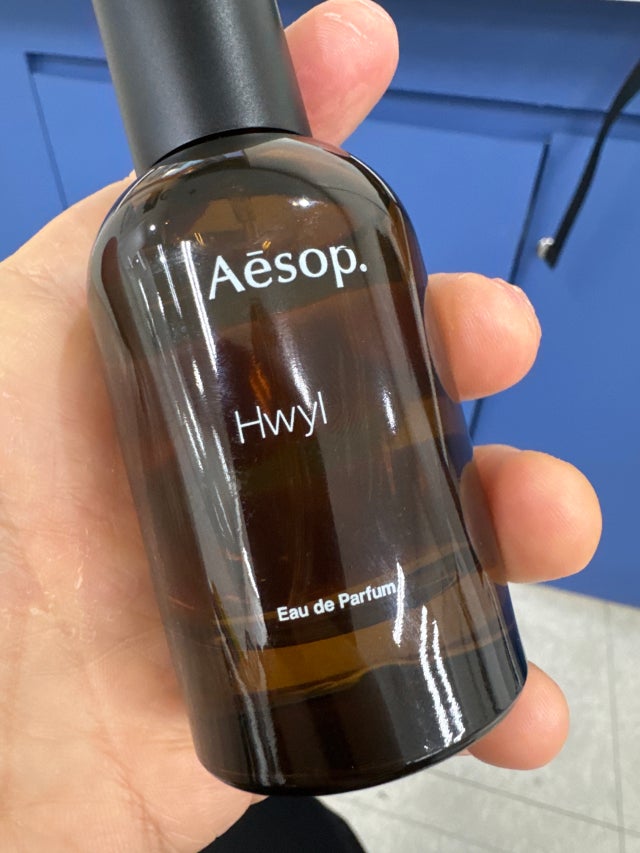 Aēsop.
Hwyl
Eau de Parfum